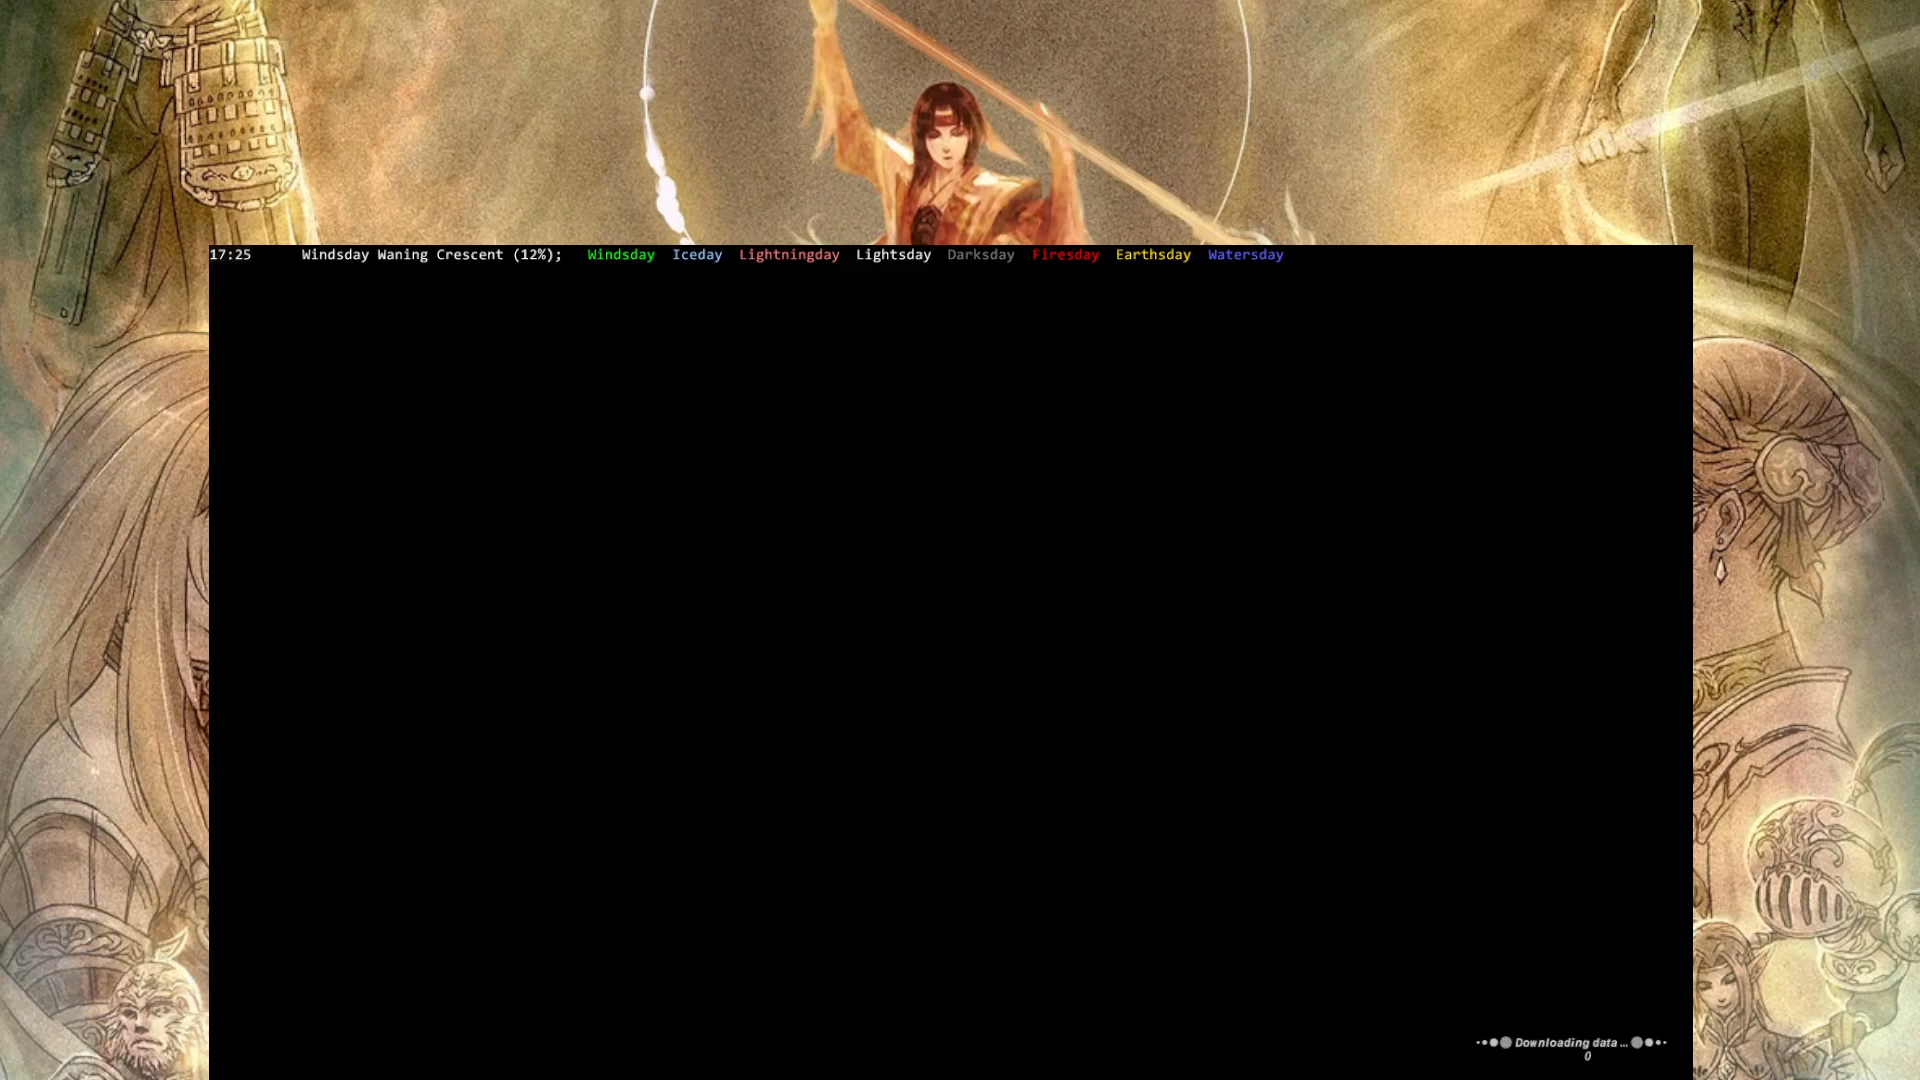 17:25 Windsday Waning Crescent (12%); Windsday Iceday Lightningday Lightsday Darksday Firesday Earthsday Watersday
Downloading data ...
0